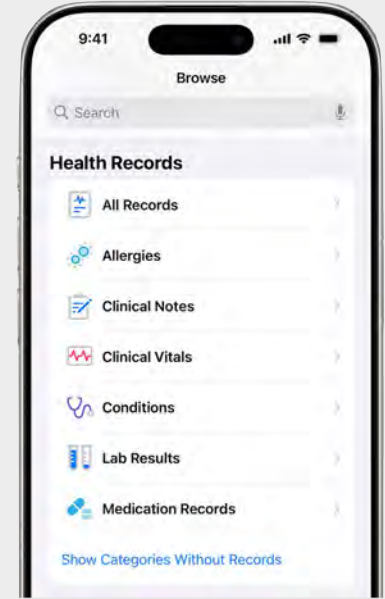 9:41
Browse
Search
Health Records
All Records
Allergies
Clinical Notes
Clinical Vitals
Conditions
Lab Results
Medication Records
Show Categories Without Records